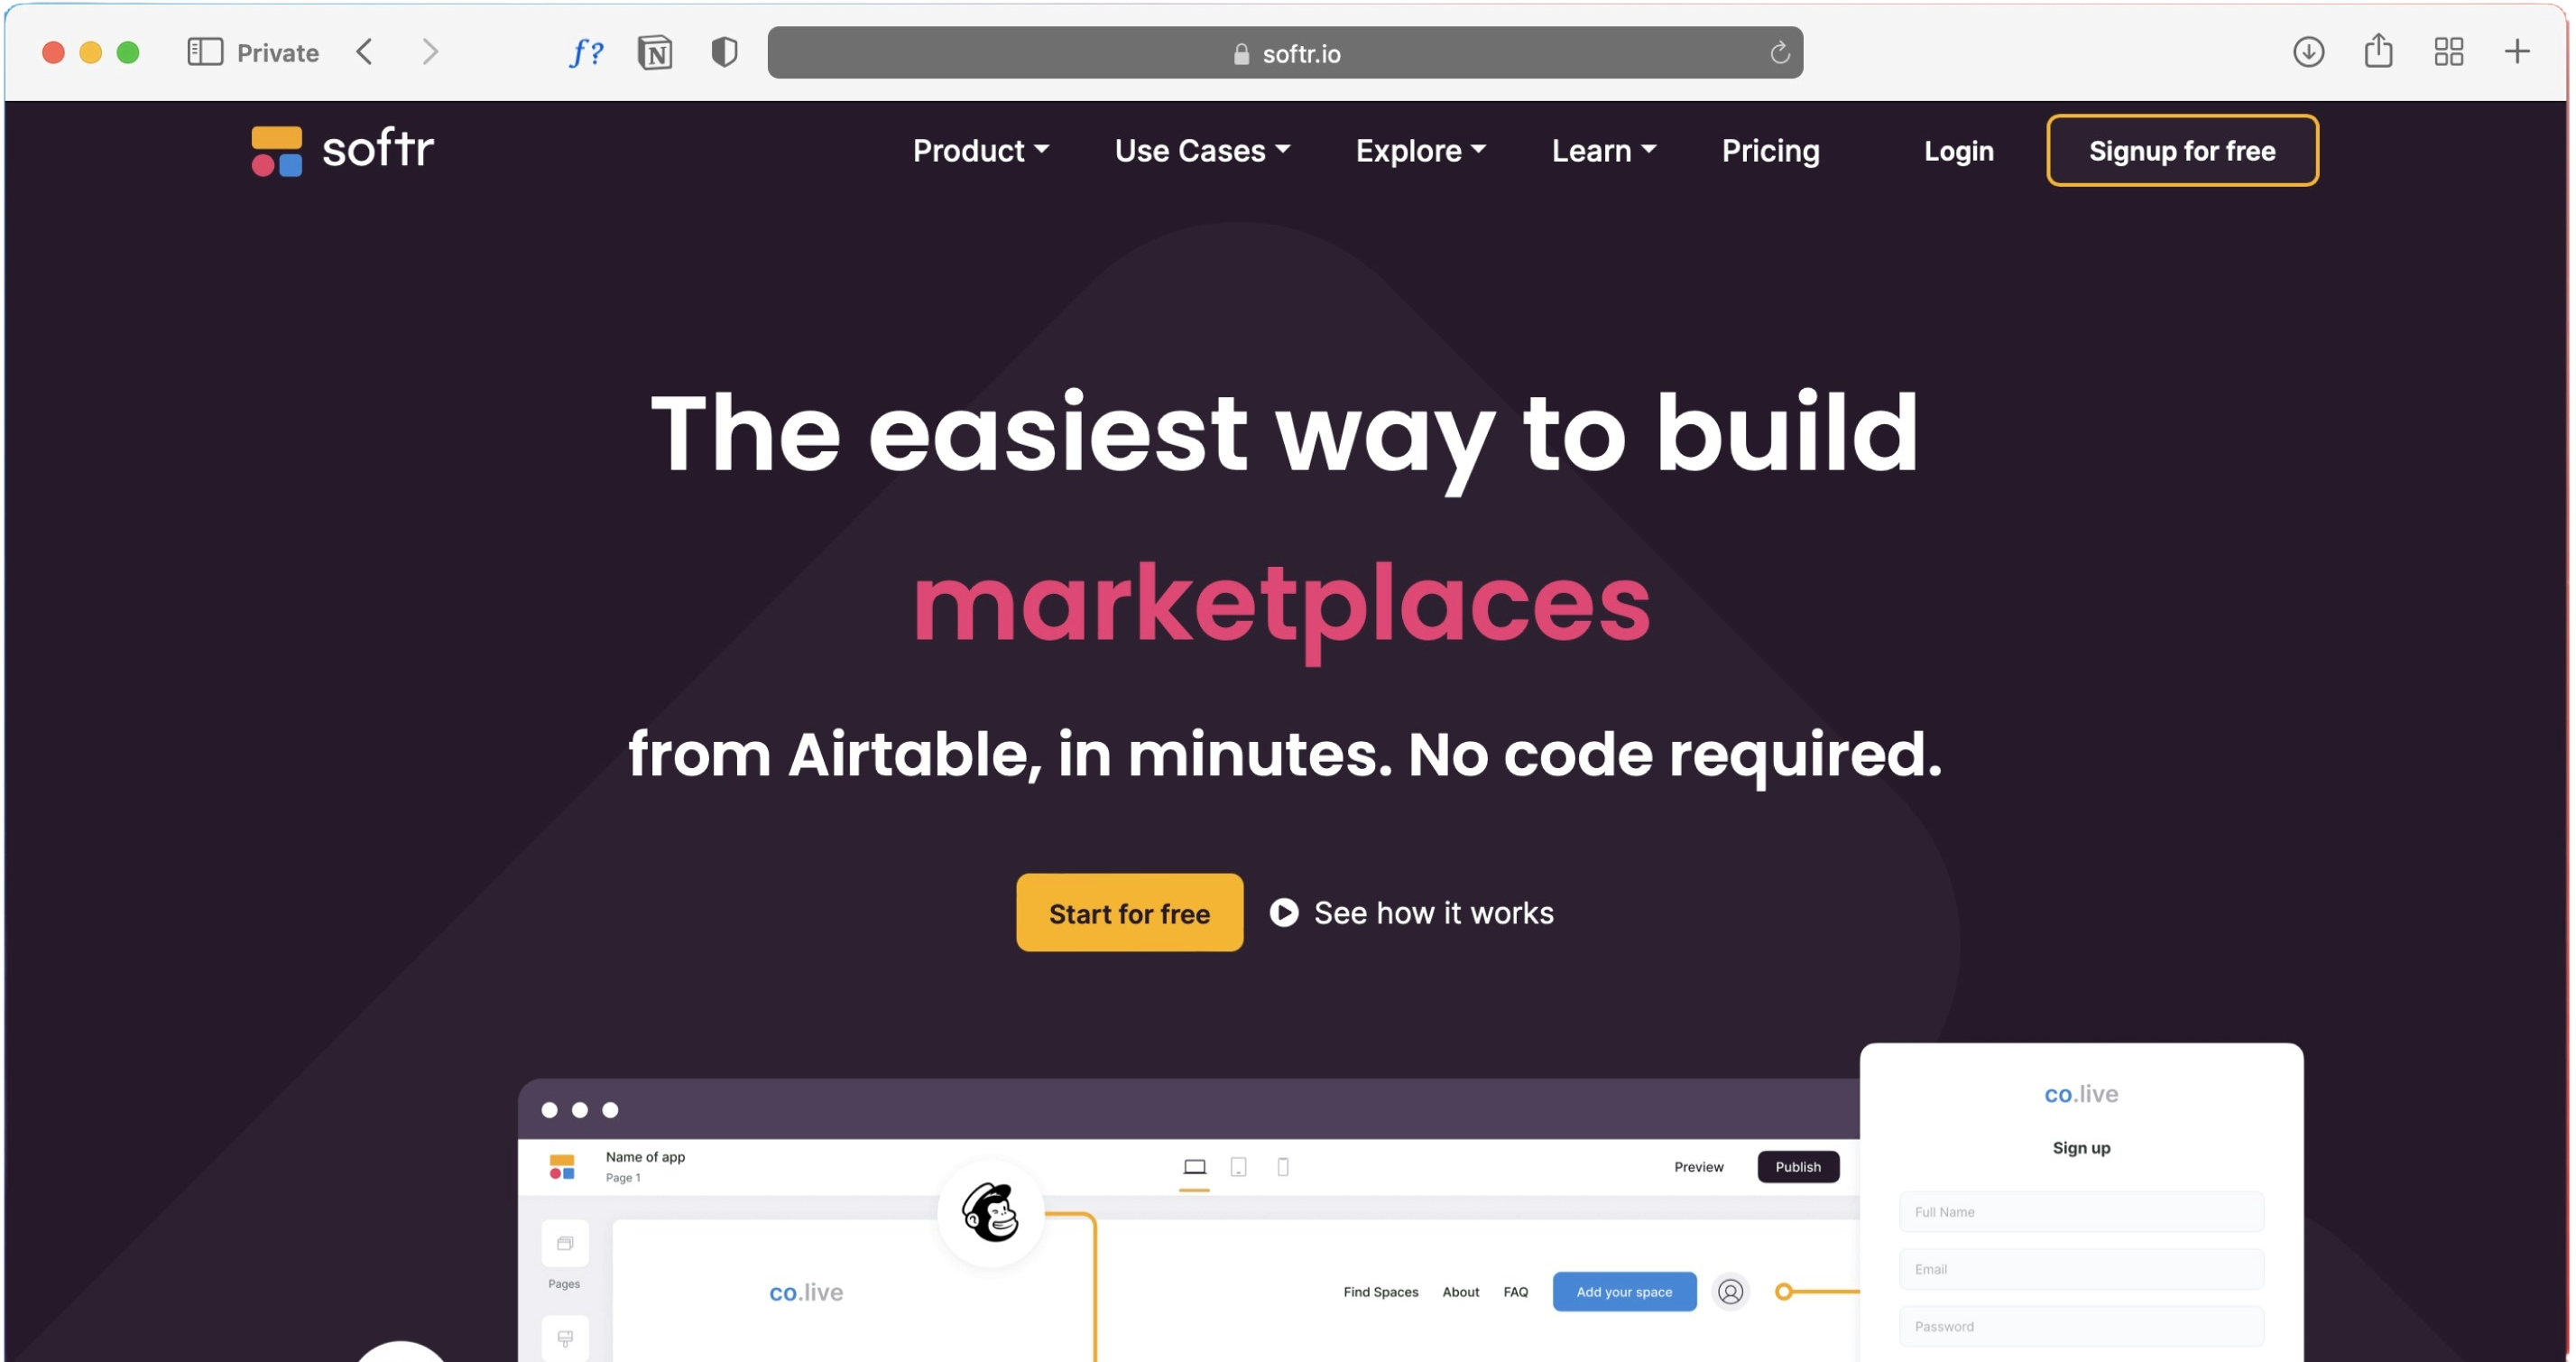 Private
f?
N
softr.io
softr
Product
Use Cases
Explore
Learn
Pricing
Login
Signup for free
The easiest way to build
marketplaces
from Airtable, in minutes. No code required.
Start for free
See how it works
Name of app
Page 1
Preview
Publish
Pages
co.live
Find Spaces
About
FAQ
Add your space
co.live
Sign up
Full Name
Email
Password